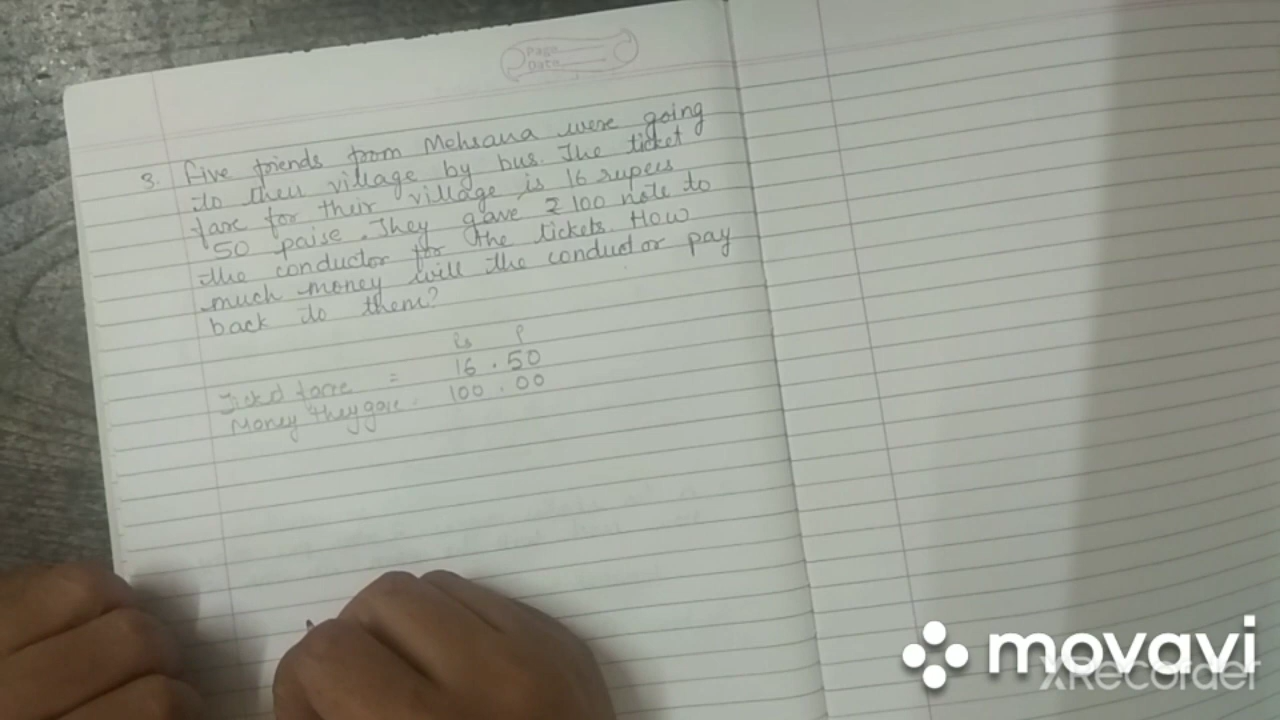 Page
Date
3. Five friends from Mehsana were going
to their village by bus. The ticket
fare for their village is 16 rupees
50 paise. They gave ₹ 100 note to
the conductor for the tickets. How
much money will the conductor pay
back to them?
Rs P
Ticket fare = 16 . 50
Money they gave = 100 . 00
movavi
XRecorder